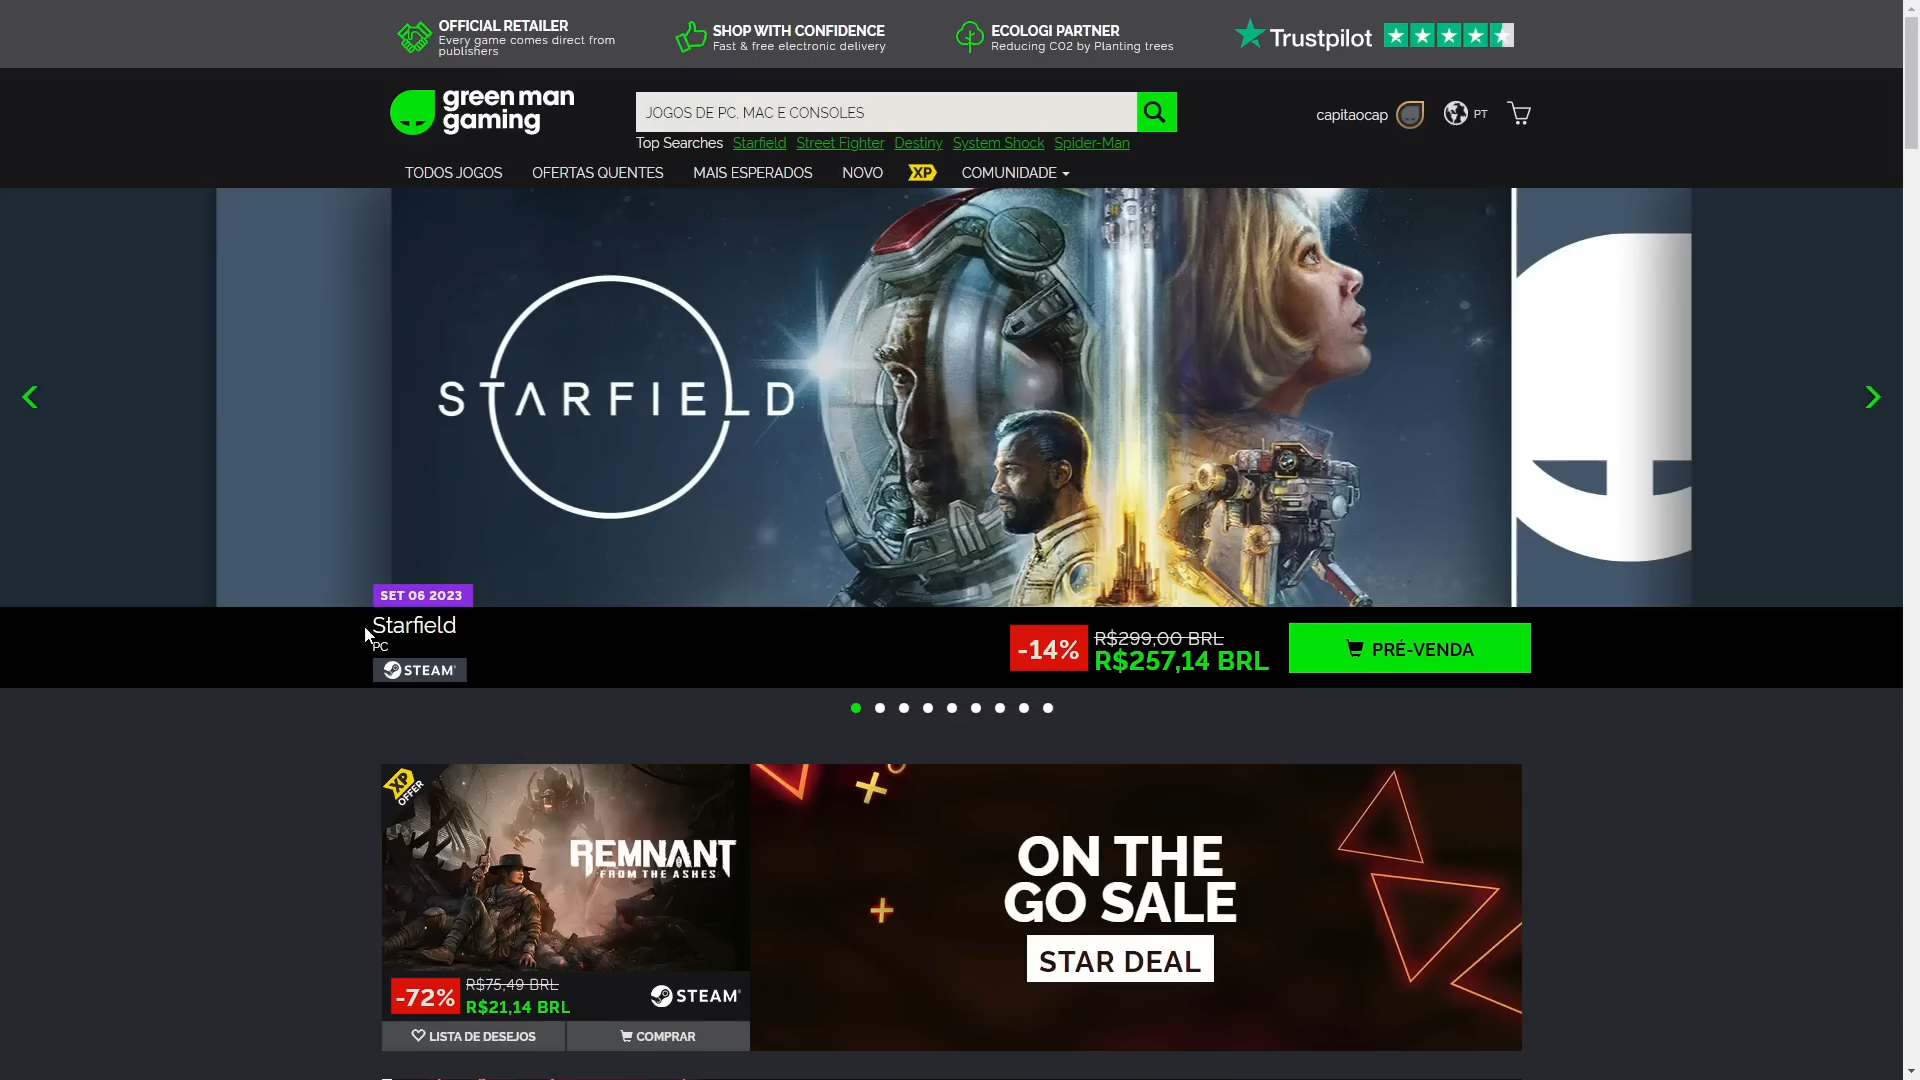 OFFICIAL RETAILER
Every game comes direct from
publishers
SHOP WITH CONFIDENCE
Fast & free electronic delivery
ECOLOGI PARTNER
Reducing CO2 by Planting trees
Trustpilot
green man
gaming
JOGOS DE PC, MAC E CONSOLES
capitaocap
PT
Top Searches Starfield Street Fighter Destiny System Shock Spider-Man
TODOS JOGOS OFERTAS QUENTES MAIS ESPERADOS NOVO XP COMUNIDADE
STARFIELD
SET 06 2023
Starfield
PC
STEAM
-14%
R$299,00 BRL
R$257,14 BRL
PRÉ-VENDA
XP
OFFER
REMNANT
FROM THE ASHES
-72%
R$75,49 BRL
R$21,14 BRL
STEAM
LISTA DE DESEJOS
COMPRAR
ON THE
GO SALE
STAR DEAL